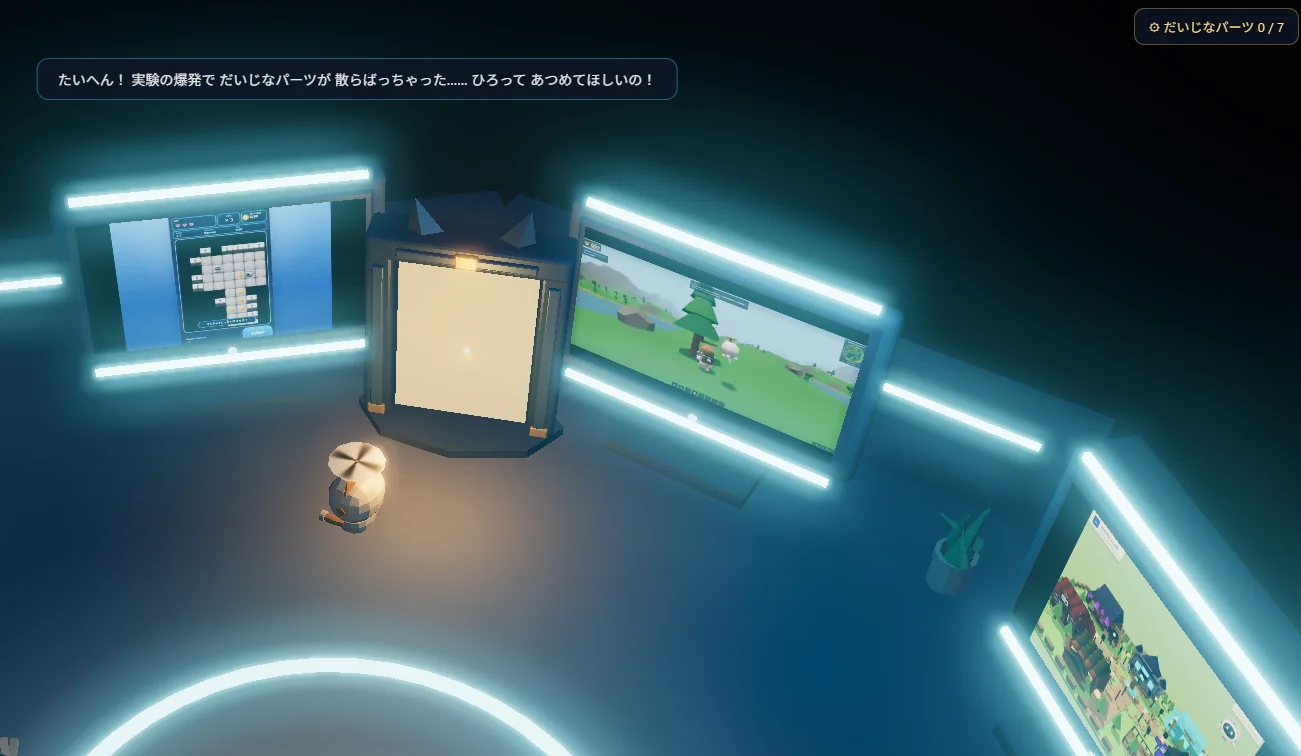 ⚙ だいじなパーツ 0 / 7
たいへん！ 実験の爆発で だいじなパーツが 散らばっちゃった…… ひろって あつめてほしいの！